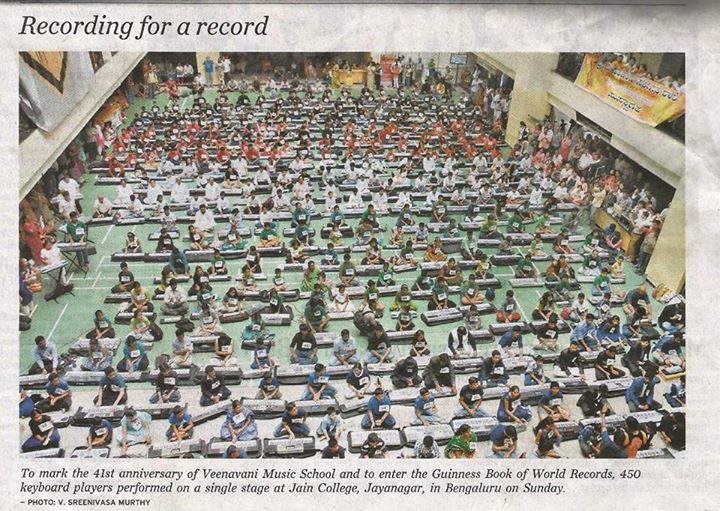 Recording for a record
To mark the 41st anniversary of Veenavani Music School and to enter the Guinness Book of World Records, 450
keyboard players performed on a single stage at Jain College, Jayanagar, in Bengaluru on Sunday.
– PHOTO: V. SREENIVASA MURTHY